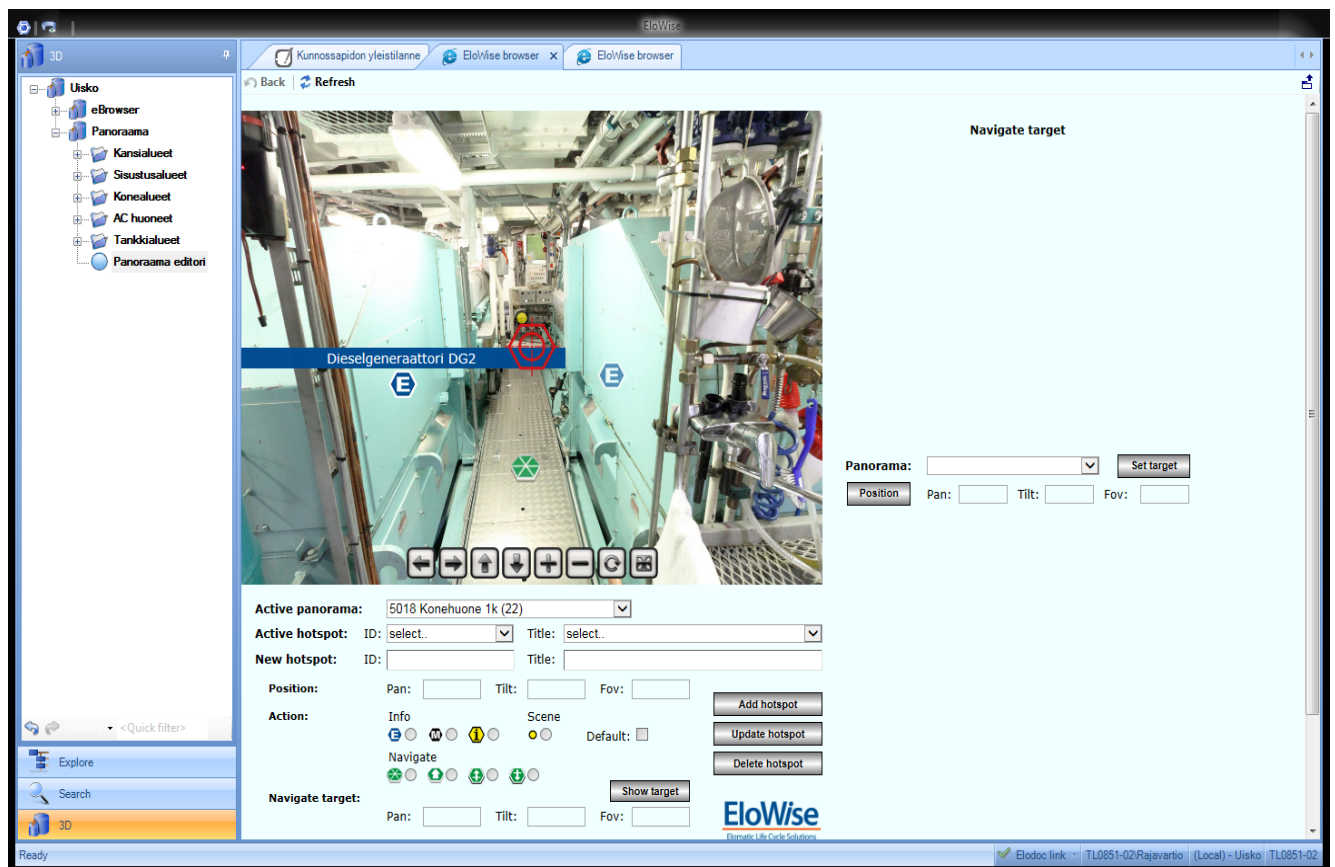 EloWise
3D
Kunnossapidon yleistilanne
EloWise browser
EloWise browser
Back
Refresh
Uisko
eBrowser
Panoraama
Kansialueet
Sisustusalueet
Konealueet
AC huoneet
Tankkialueet
Panoraama editori
Navigate target
Dieselgeneraattori DG2
E
E
Panorama:
Set target
Position
Pan:
Tilt:
Fov:
Active panorama:
5018 Konehuone 1k (22)
Active hotspot:
ID:
select..
Title:
select..
New hotspot:
ID:
Title:
Position:
Pan:
Tilt:
Fov:
Add hotspot
Action:
Info
Scene
E
M
i
Default:
Update hotspot
Navigate
Delete hotspot
Show target
Navigate target:
Pan:
Tilt:
Fov:
EloWise
Elomatic Life Cycle Solutions
<Quick filter>
Explore
Search
3D
Ready
Elodoc link
TL0851-02\Rajavartio
(Local) - Uisko
TL0851-02